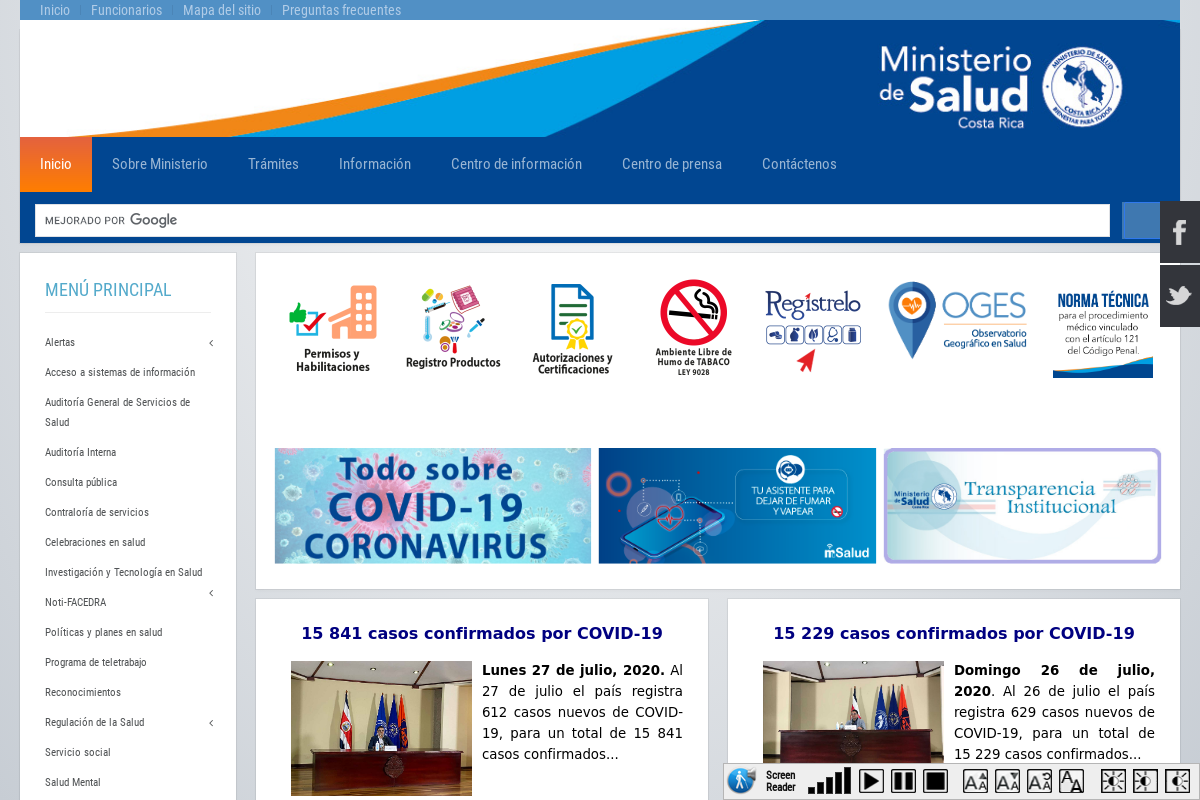 Inicio Funcionarios Mapa del sitio Preguntas frecuentes
Ministerio
de Salud
Costa Rica
MINISTERIO DE SALUD
COSTA RICA
BIENESTAR PARA TODOS
Inicio Sobre Ministerio Trámites Información Centro de información Centro de prensa Contáctenos
MEJORADO POR Google
MENÚ PRINCIPAL
Alertas
Acceso a sistemas de información
Auditoría General de Servicios de
Salud
Auditoría Interna
Consulta pública
Contraloría de servicios
Celebraciones en salud
Investigación y Tecnología en Salud
Noti-FACEDRA
Políticas y planes en salud
Programa de teletrabajo
Reconocimientos
Regulación de la Salud
Servicio social
Salud Mental
Permisos y
Habilitaciones
Registro Productos
Autorizaciones y
Certificaciones
Ambiente Libre de
Humo de TABACO
LEY 9028
Regístrelo
OGES
Observatorio
Geográfico en Salud
NORMA TÉCNICA
para el procedimiento
médico vinculado
con el artículo 121
del Código Penal.
Todo sobre
COVID-19
CORONAVIRUS
TU ASISTENTE PARA
DEJAR DE FUMAR
Y VAPEAR
mSalud
Ministerio
de Salud
Costa Rica
Transparencia
Institucional
15 841 casos confirmados por COVID-19
Lunes 27 de julio, 2020. Al
27 de julio el país registra
612 casos nuevos de COVID-
19, para un total de 15 841
casos confirmados...
15 229 casos confirmados por COVID-19
Domingo 26 de julio,
2020. Al 26 de julio el país
registra 629 casos nuevos de
COVID-19, para un total de
15 229 casos confirmados...
Screen
Reader